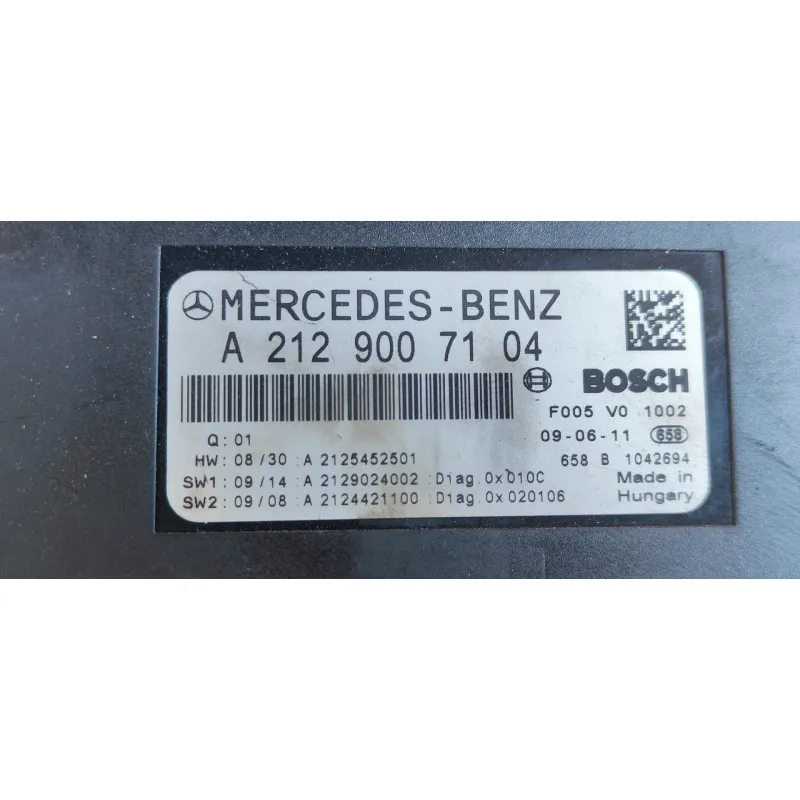 MERCEDES-BENZ
A 212 900 71 04
BOSCH
F005 V0 1002
Q: 01
09-06-11 658
HW: 08/30 :A 2125452501
658 B 1042694
SW1: 09/14 :A 2129024002 :Diag.0x010C
Made in
SW2: 09/08 :A 2124421100 :Diag.0x020106
Hungary